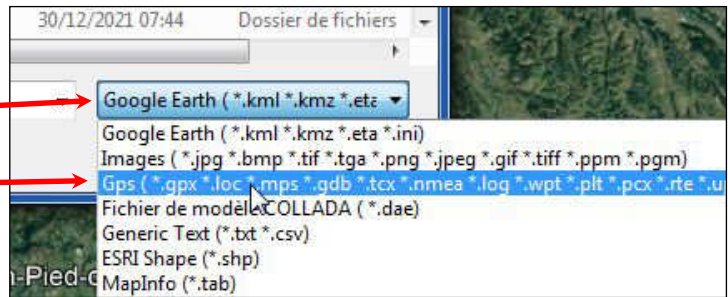 30/12/2021 07:44 Dossier de fichiers
Google Earth ( *.kml *.kmz *.eta
Google Earth ( *.kml *.kmz *.eta *.ini)
Images ( *.jpg *.bmp *.tif *.tga *.png *.jpeg *.gif *.tiff *.ppm *.pgm)
Gps ( *.gpx *.loc *.mps *.gdb *.tcx *.nmea *.log *.wpt *.plt *.pcx *.rte *.u
Fichier de modèle COLLADA ( *.dae)
Generic Text (*.txt *.csv)
ESRI Shape (*.shp)
n-Pied-d
MapInfo (*.tab)